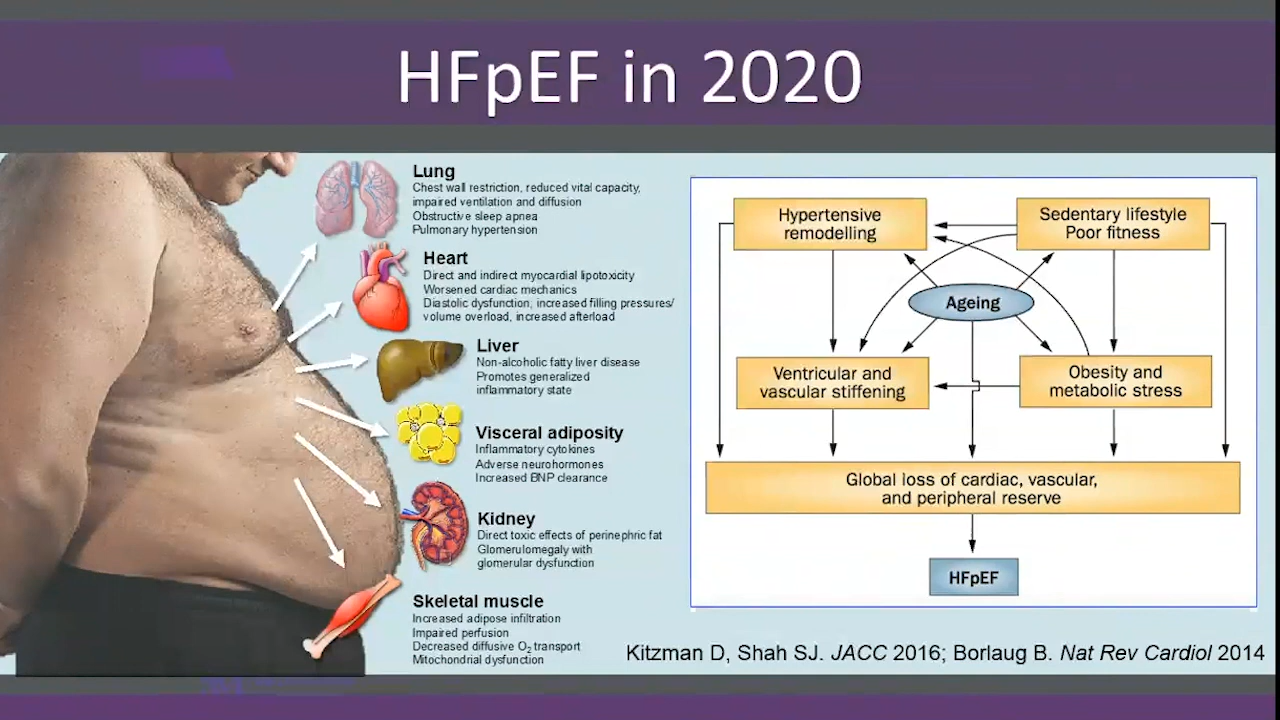 HFpEF in 2020
Lung
Chest wall restriction, reduced vital capacity,
impaired ventilation and diffusion
Obstructive sleep apnea
Pulmonary hypertension
Heart
Direct and indirect myocardial lipotoxicity
Worsened cardiac mechanics
Diastolic dysfunction, increased filling pressures/
volume overload, increased afterload
Liver
Non-alcoholic fatty liver disease
Promotes generalized
inflammatory state
Visceral adiposity
Inflammatory cytokines
Adverse neurohormones
Increased BNP clearance
Kidney
Direct toxic effects of perinephric fat
Glomerulomegaly with
glomerular dysfunction
Skeletal muscle
Increased adipose infiltration
Impaired perfusion
Decreased diffusive O₂ transport
Mitochondrial dysfunction
Hypertensive
remodelling
Sedentary lifestyle
Poor fitness
Ageing
Ventricular and
vascular stiffening
Obesity and
metabolic stress
Global loss of cardiac, vascular,
and peripheral reserve
HFpEF
Kitzman D, Shah SJ. JACC 2016; Borlaug B. Nat Rev Cardiol 2014